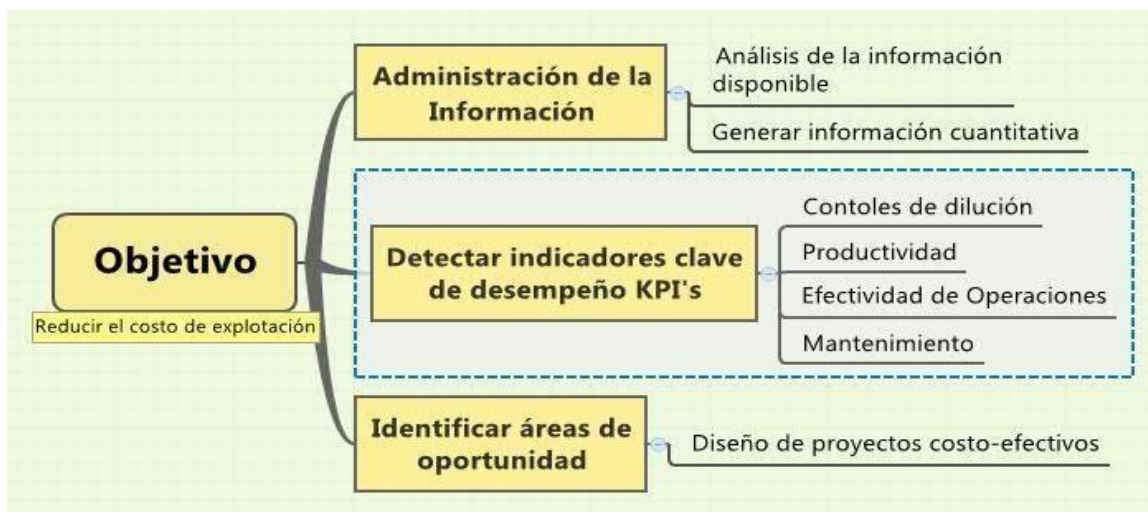 Objetivo
Reducir el costo de explotación
Administración de la
Información
Análisis de la información
disponible
Generar información cuantitativa
Detectar indicadores clave
de desempeño KPI's
Contoles de dilución
Productividad
Efectividad de Operaciones
Mantenimiento
Identificar áreas de
oportunidad
Diseño de proyectos costo-efectivos